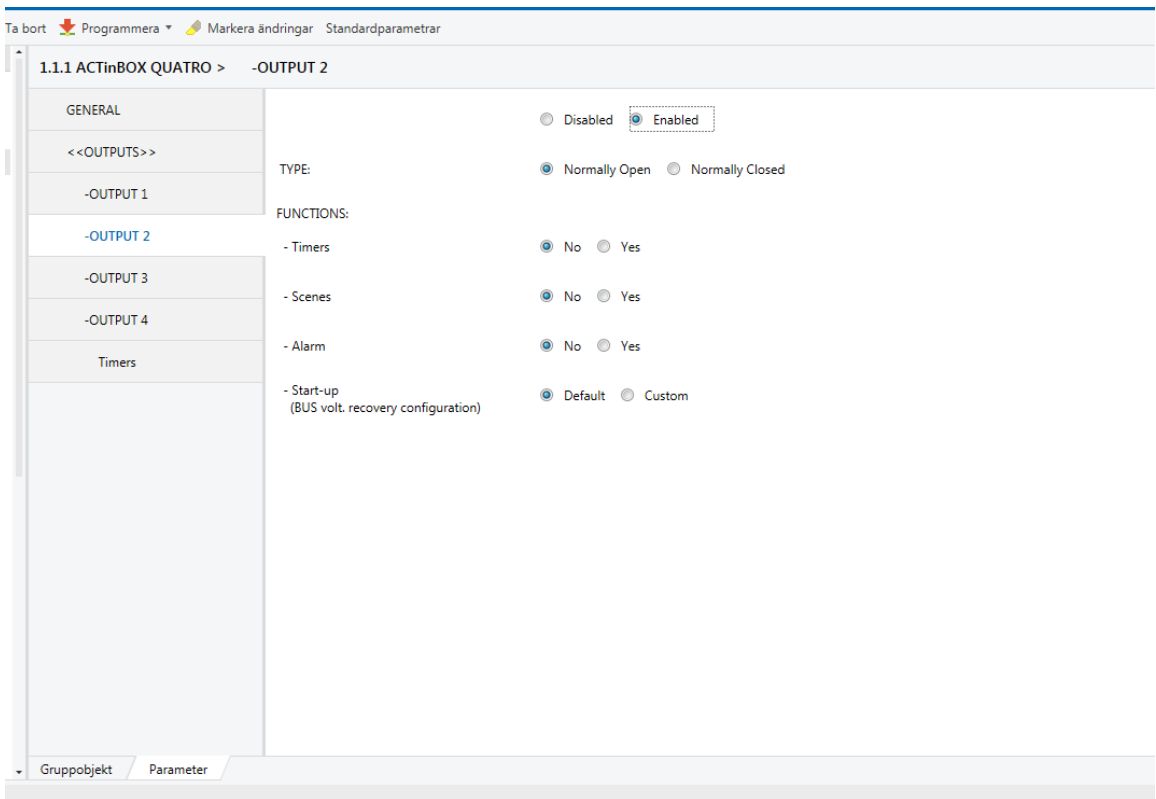 Ta bort Programmera Markera ändringar Standardparametrar
1.1.1 ACTinBOX QUATRO > -OUTPUT 2
GENERAL
<<OUTPUTS>>
-OUTPUT 1
-OUTPUT 2
-OUTPUT 3
-OUTPUT 4
Timers
Disabled Enabled
TYPE: Normally Open Normally Closed
FUNCTIONS:
- Timers No Yes
- Scenes No Yes
- Alarm No Yes
- Start-up Default Custom
(BUS volt. recovery configuration)
Gruppobjekt Parameter